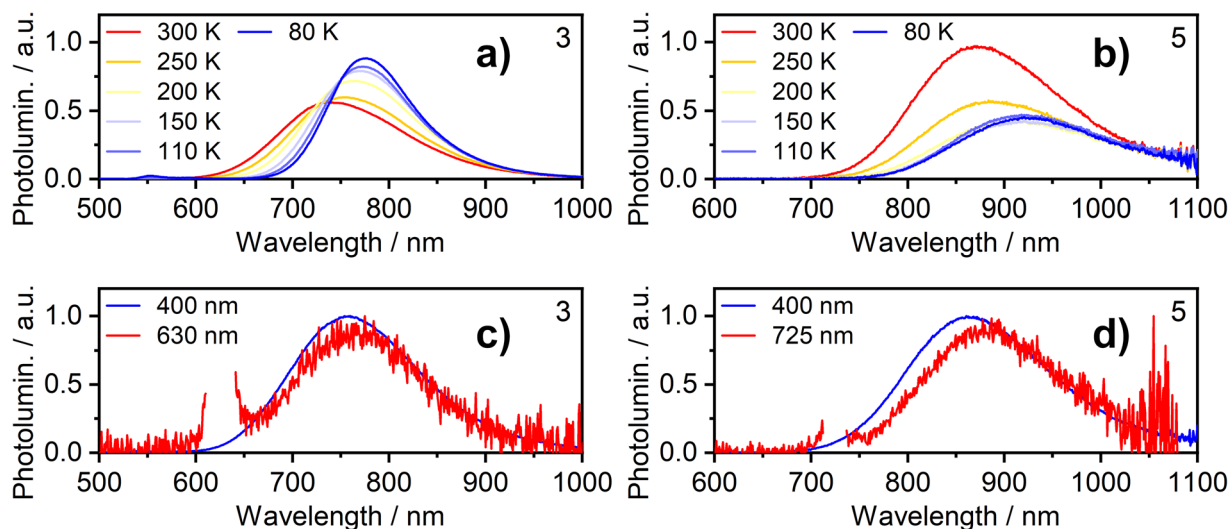 Photolumin. / a.u.
1.0
0.5
0.0
300 K 80 K
250 K
200 K
150 K
110 K
a)
3
500 600 700 800 900 1000
Wavelength / nm
Photolumin. / a.u.
1.0
0.5
0.0
300 K 80 K
250 K
200 K
150 K
110 K
b)
5
600 700 800 900 1000 1100
Wavelength / nm
Photolumin. / a.u.
1.0
0.5
0.0
400 nm
630 nm
c)
3
500 600 700 800 900 1000
Wavelength / nm
Photolumin. / a.u.
1.0
0.5
0.0
400 nm
725 nm
d)
5
600 700 800 900 1000 1100
Wavelength / nm